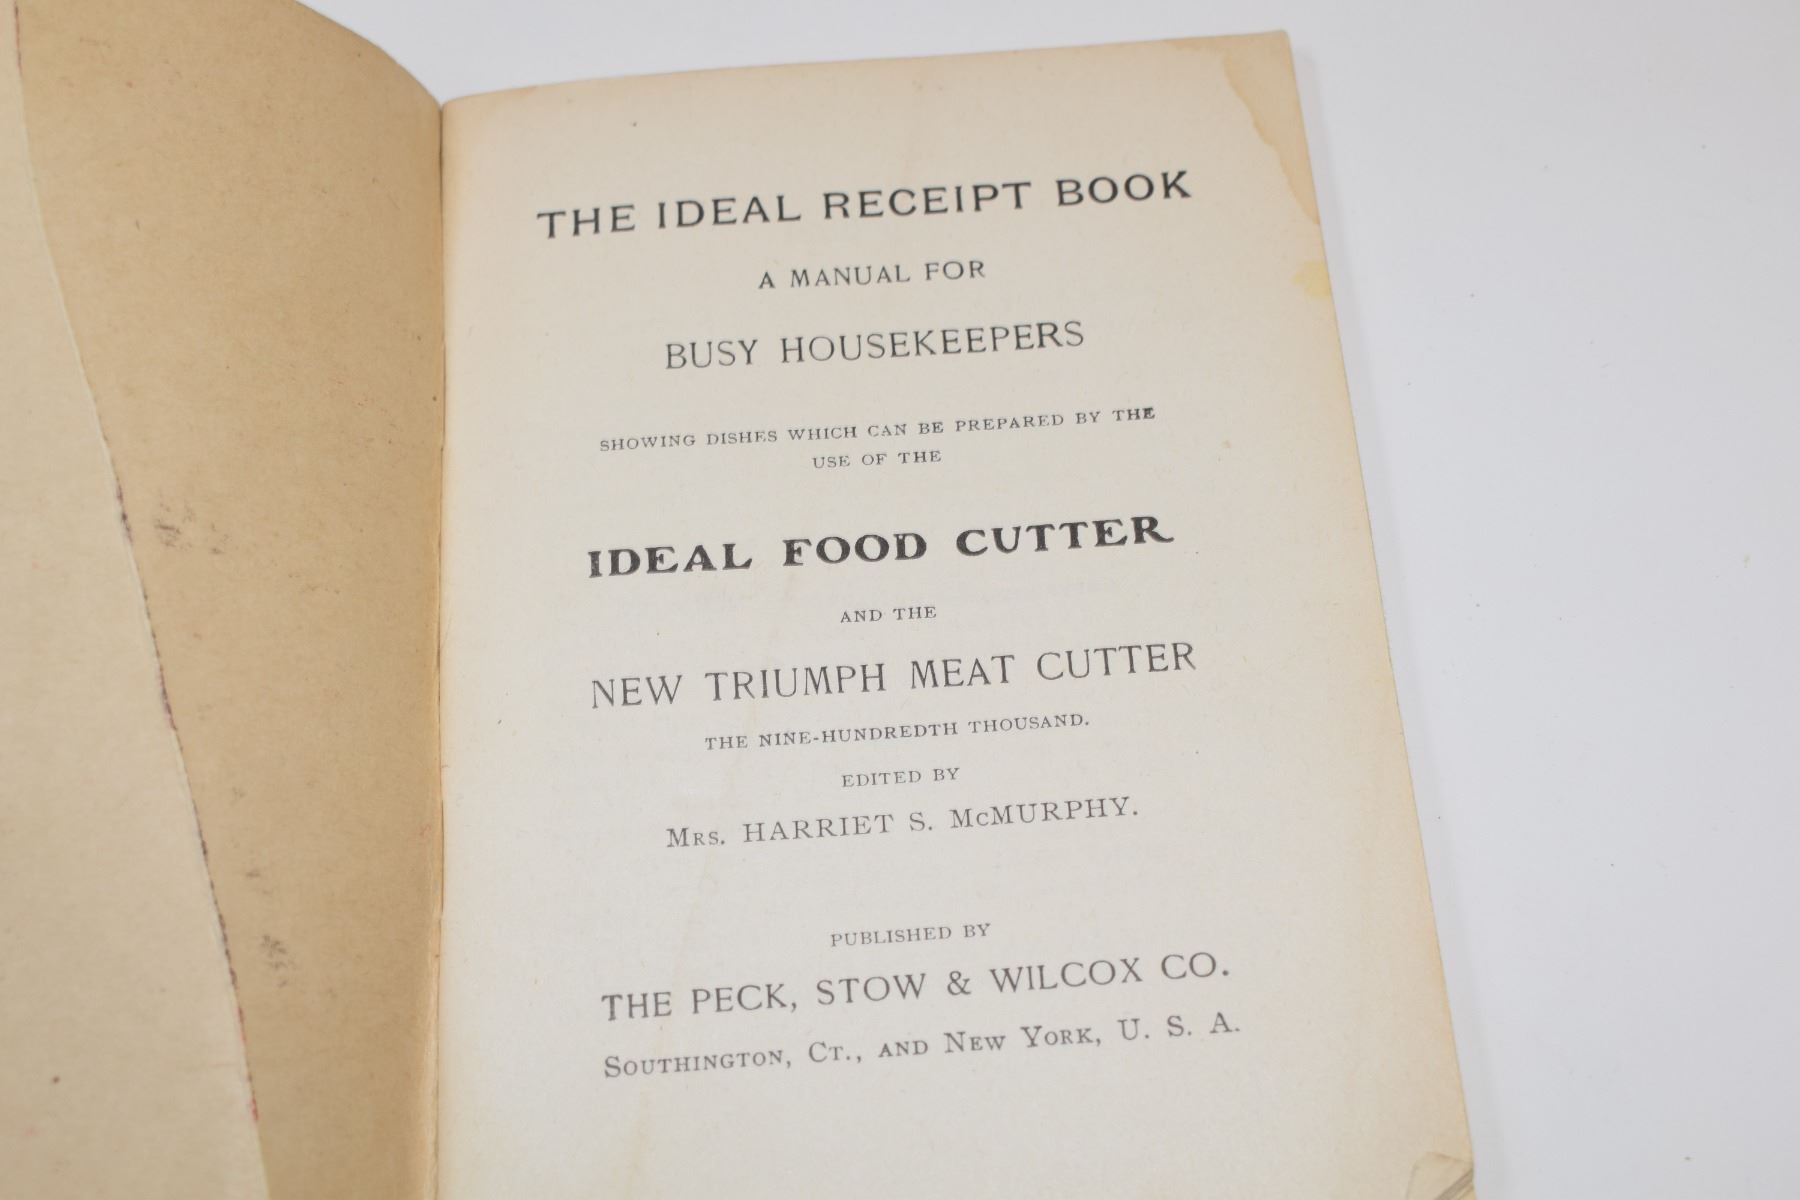 THE IDEAL RECEIPT BOOK
A MANUAL FOR
BUSY HOUSEKEEPERS
SHOWING DISHES WHICH CAN BE PREPARED BY THE
USE OF THE
IDEAL FOOD CUTTER
AND THE
NEW TRIUMPH MEAT CUTTER
THE NINE-HUNDREDTH THOUSAND.
EDITED BY
MRS. HARRIET S. McMURPHY.
PUBLISHED BY
THE PECK, STOW & WILCOX CO.
SOUTHINGTON, CT., AND NEW YORK, U. S. A.